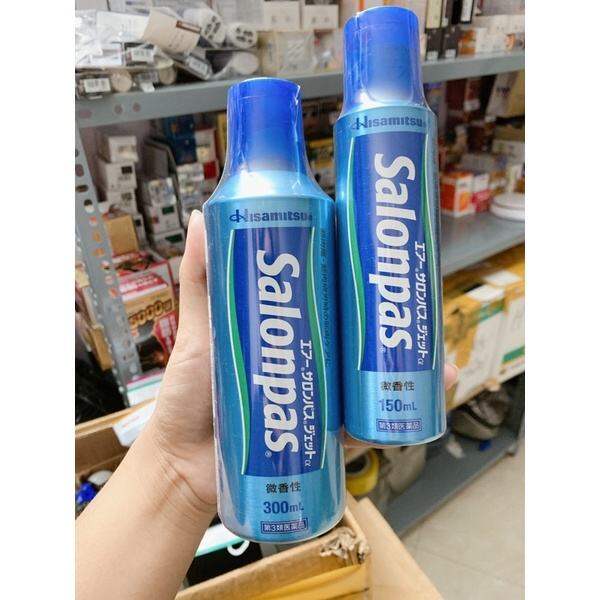 Hisamitsu®
Salonpas®
エアー®サロンパス®ジェットα
微香性
300mL
第3類医薬品
Hisamitsu®
Salonpas®
エアー®サロンパス®ジェットα
微香性
150mL
第3類医薬品